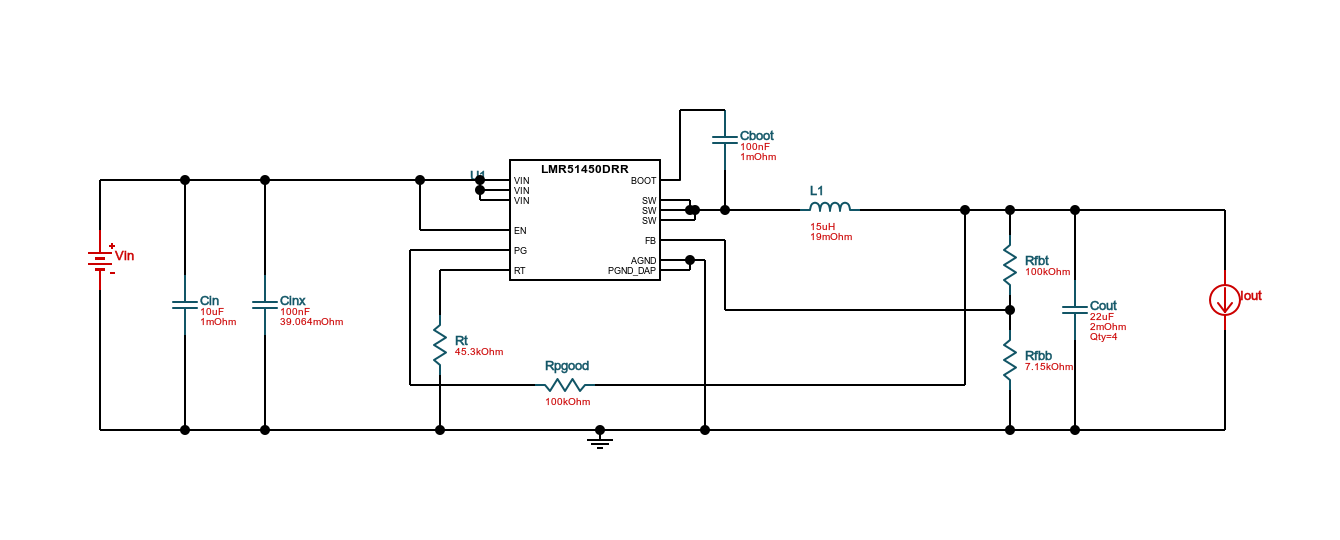 Cboot
100nF
1mOhm
LMR51450DRR
U1
VIN
VIN
VIN
EN
PG
RT
BOOT
SW
SW
SW
FB
AGND
PGND_DAP
L1
15uH
19mOhm
Vin
Cin
10uF
1mOhm
Cinx
100nF
39.064mOhm
Rt
45.3kOhm
Rpgood
100kOhm
Rfbt
100kOhm
Rfbb
7.15kOhm
Cout
22uF
2mOhm
Qty=4
Iout